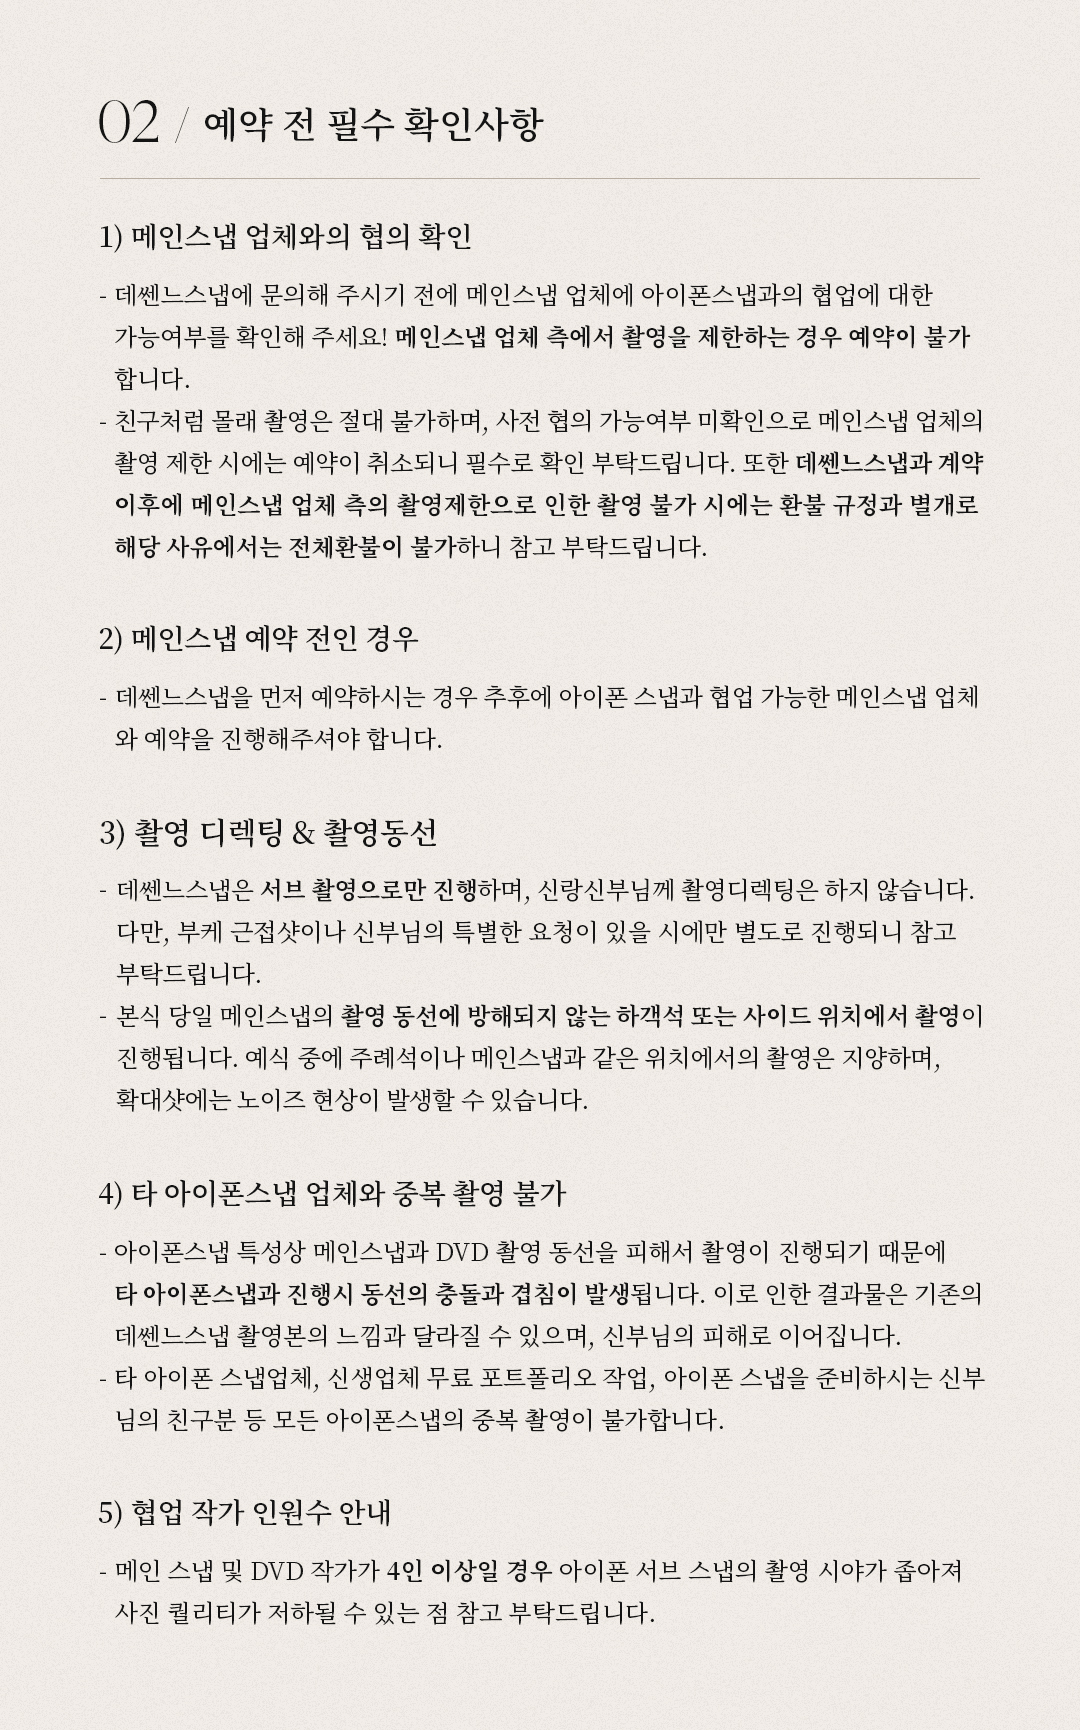 02 / 예약 전 필수 확인사항
1) 메인스냅 업체와의 협의 확인
- 데쎈느스냅에 문의해 주시기 전에 메인스냅 업체에 아이폰스냅과의 협업에 대한
가능여부를 확인해 주세요! 메인스냅 업체 측에서 촬영을 제한하는 경우 예약이 불가
합니다.
- 친구처럼 몰래 촬영은 절대 불가하며, 사전 협의 가능여부 미확인으로 메인스냅 업체의
촬영 제한 시에는 예약이 취소되니 필수로 확인 부탁드립니다. 또한 데쎈느스냅과 계약
이후에 메인스냅 업체 측의 촬영제한으로 인한 촬영 불가 시에는 환불 규정과 별개로
해당 사유에서는 전체환불이 불가하니 참고 부탁드립니다.
2) 메인스냅 예약 전인 경우
- 데쎈느스냅을 먼저 예약하시는 경우 추후에 아이폰 스냅과 협업 가능한 메인스냅 업체
와 예약을 진행해주셔야 합니다.
3) 촬영 디렉팅 & 촬영동선
- 데쎈느스냅은 서브 촬영으로만 진행하며, 신랑신부님께 촬영디렉팅은 하지 않습니다.
다만, 부케 근접샷이나 신부님의 특별한 요청이 있을 시에만 별도로 진행되니 참고
부탁드립니다.
- 본식 당일 메인스냅의 촬영 동선에 방해되지 않는 하객석 또는 사이드 위치에서 촬영이
진행됩니다. 예식 중에 주례석이나 메인스냅과 같은 위치에서의 촬영은 지양하며,
확대샷에는 노이즈 현상이 발생할 수 있습니다.
4) 타 아이폰스냅 업체와 중복 촬영 불가
- 아이폰스냅 특성상 메인스냅과 DVD 촬영 동선을 피해서 촬영이 진행되기 때문에
타 아이폰스냅과 진행시 동선의 충돌과 겹침이 발생됩니다. 이로 인한 결과물은 기존의
데쎈느스냅 촬영본의 느낌과 달라질 수 있으며, 신부님의 피해로 이어집니다.
- 타 아이폰 스냅업체, 신생업체 무료 포트폴리오 작업, 아이폰 스냅을 준비하시는 신부
님의 친구분 등 모든 아이폰스냅의 중복 촬영이 불가합니다.
5) 협업 작가 인원수 안내
- 메인 스냅 및 DVD 작가가 4인 이상일 경우 아이폰 서브 스냅의 촬영 시야가 좁아져
사진 퀄리티가 저하될 수 있는 점 참고 부탁드립니다.